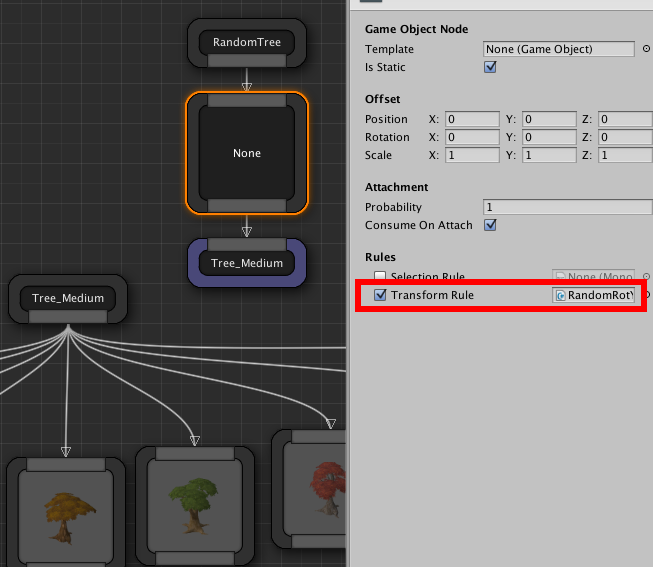 RandomTree
None
Tree_Medium
Tree_Medium
Game Object Node
Template None (Game Object)
Is Static
Offset
Position X: 0 Y: 0 Z: 0
Rotation X: 0 Y: 0 Z: 0
Scale X: 1 Y: 1 Z: 1
Attachment
Probability 1
Consume On Attach
Rules
Selection Rule None (Mono
Transform Rule RandomRotY